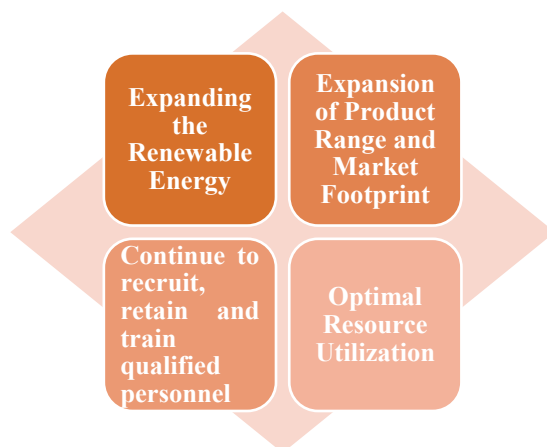 Expanding
the
Renewable
Energy
Expansion
of Product
Range and
Market
Footprint
Continue to
recruit,
retain and
train
qualified
personnel
Optimal
Resource
Utilization